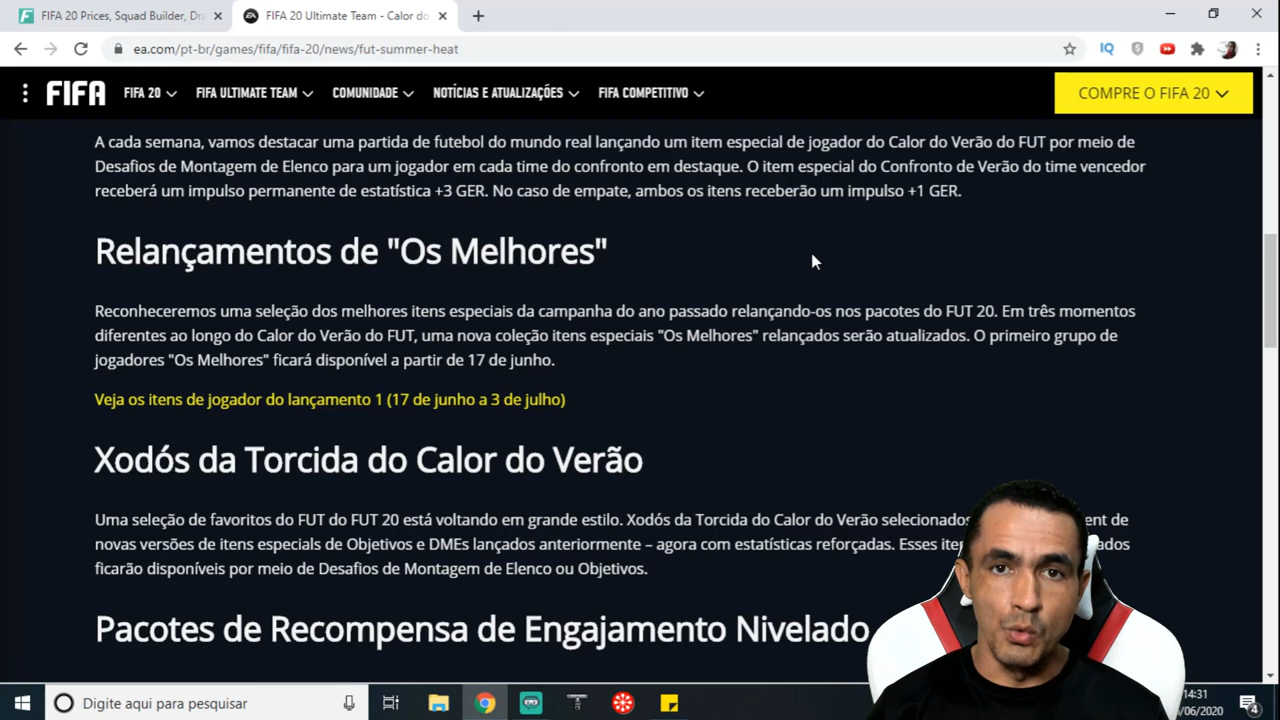 FIFA 20 Prices, Squad Builder, Dra
FIFA 20 Ultimate Team - Calor do
ea.com/pt-br/games/fifa/fifa-20/news/fut-summer-heat
FIFA
FIFA 20
FIFA ULTIMATE TEAM
COMUNIDADE
NOTÍCIAS E ATUALIZAÇÕES
FIFA COMPETITIVO
COMPRE O FIFA 20
A cada semana, vamos destacar uma partida de futebol do mundo real lançando um item especial de jogador do Calor do Verão do FUT por meio de
Desafios de Montagem de Elenco para um jogador em cada time do confronto em destaque. O item especial do Confronto de Verão do time vencedor
receberá um impulso permanente de estatística +3 GER. No caso de empate, ambos os itens receberão um impulso +1 GER.
Relançamentos de "Os Melhores"
Reconheceremos uma seleção dos melhores itens especiais da campanha do ano passado relançando-os nos pacotes do FUT 20. Em três momentos
diferentes ao longo do Calor do Verão do FUT, uma nova coleção itens especiais "Os Melhores" relançados serão atualizados. O primeiro grupo de
jogadores "Os Melhores" ficará disponível a partir de 17 de junho.
Veja os itens de jogador do lançamento 1 (17 de junho a 3 de julho)
Xodós da Torcida do Calor do Verão
Uma seleção de favoritos do FUT do FUT 20 está voltando em grande estilo. Xodós da Torcida do Calor do Verão selecionados ent de
novas versões de itens especials de Objetivos e DMEs lançados anteriormente – agora com estatísticas reforçadas. Esses ite ados
ficarão disponíveis por meio de Desafios de Montagem de Elenco ou Objetivos.
Pacotes de Recompensa de Engajamento Nivelado
Digite aqui para pesquisar
14:31
/06/2020
4